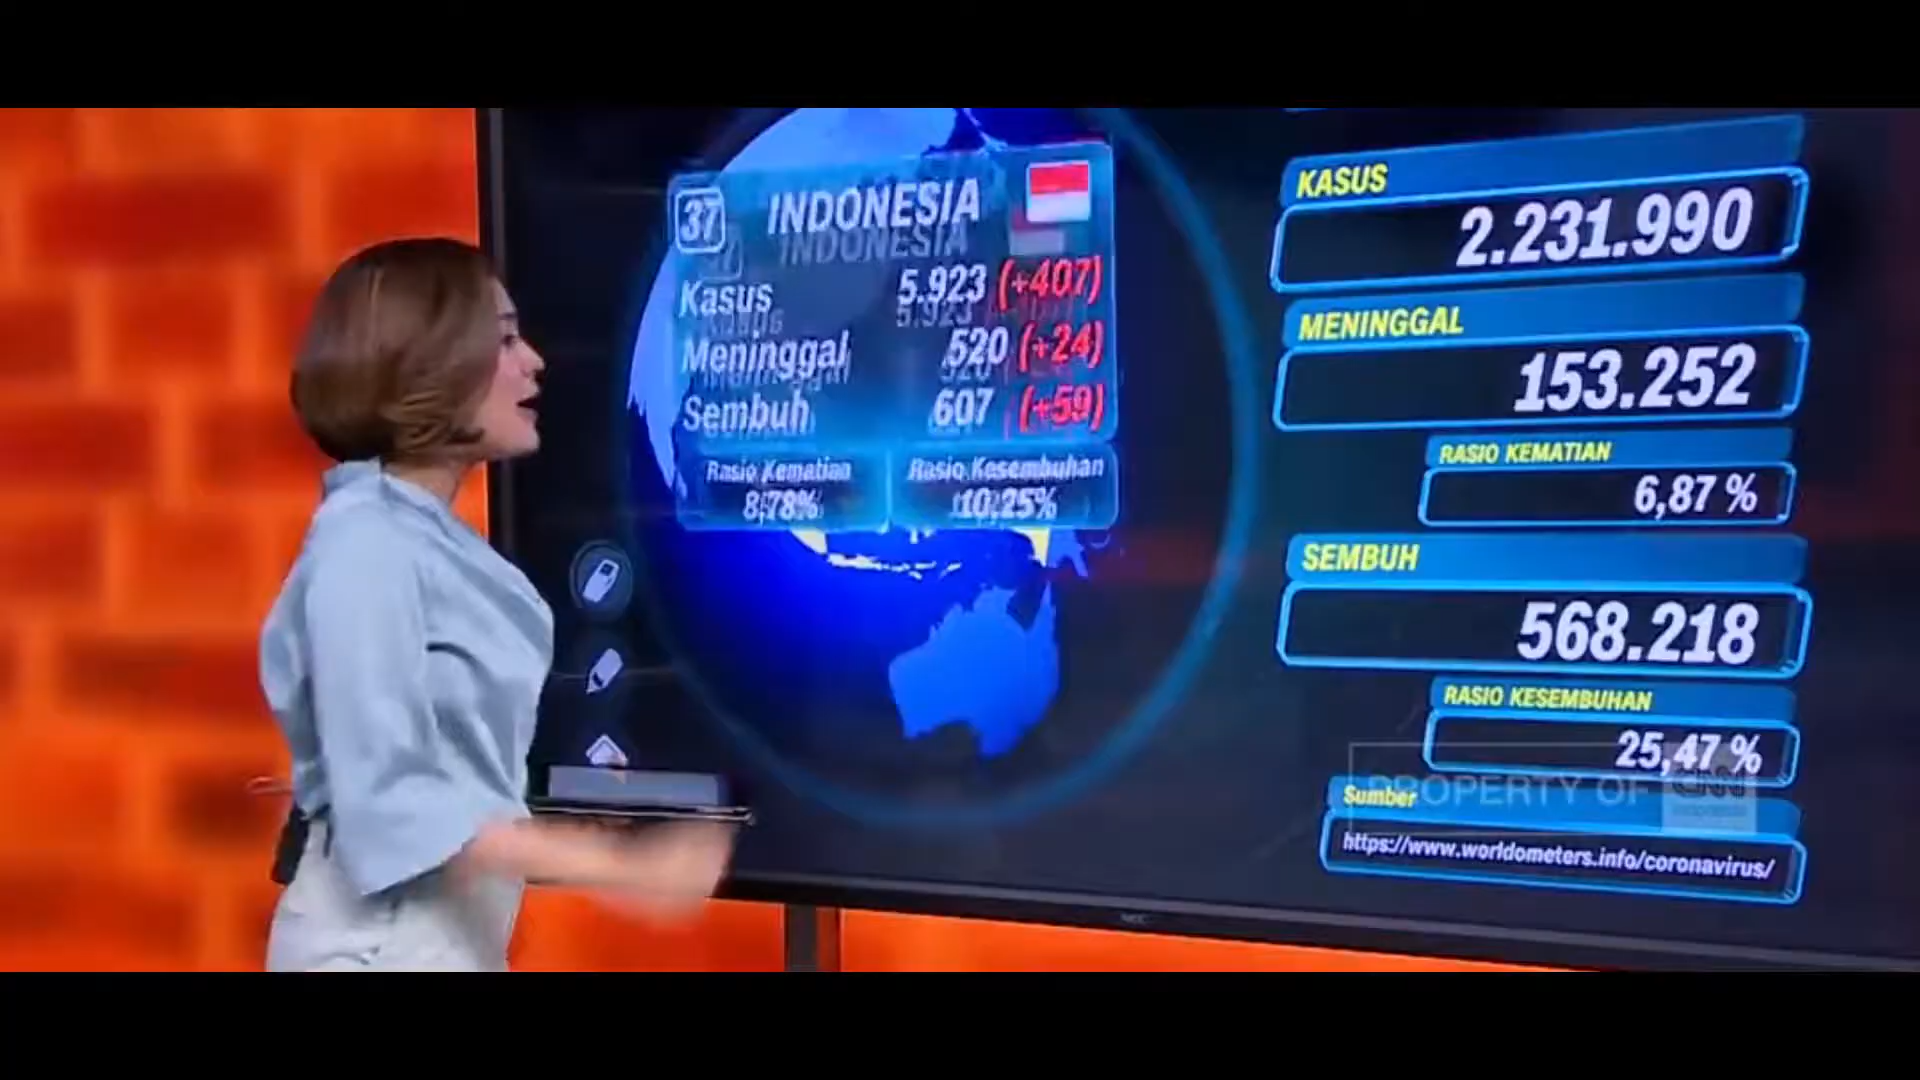 37 INDONESIA
Kasus 5.923 (+407)
Meninggal 520 (+24)
Sembuh 607 (+59)
Rasio Kematian
8,78%
Rasio Kesembuhan
10,25%
KASUS
2.231.990
MENINGGAL
153.252
RASIO KEMATIAN
6,87 %
SEMBUH
568.218
RASIO KESEMBUHAN
25,47 %
PROPERTY OF CNN
Sumber
https://www.worldometers.info/coronavirus/
NEC